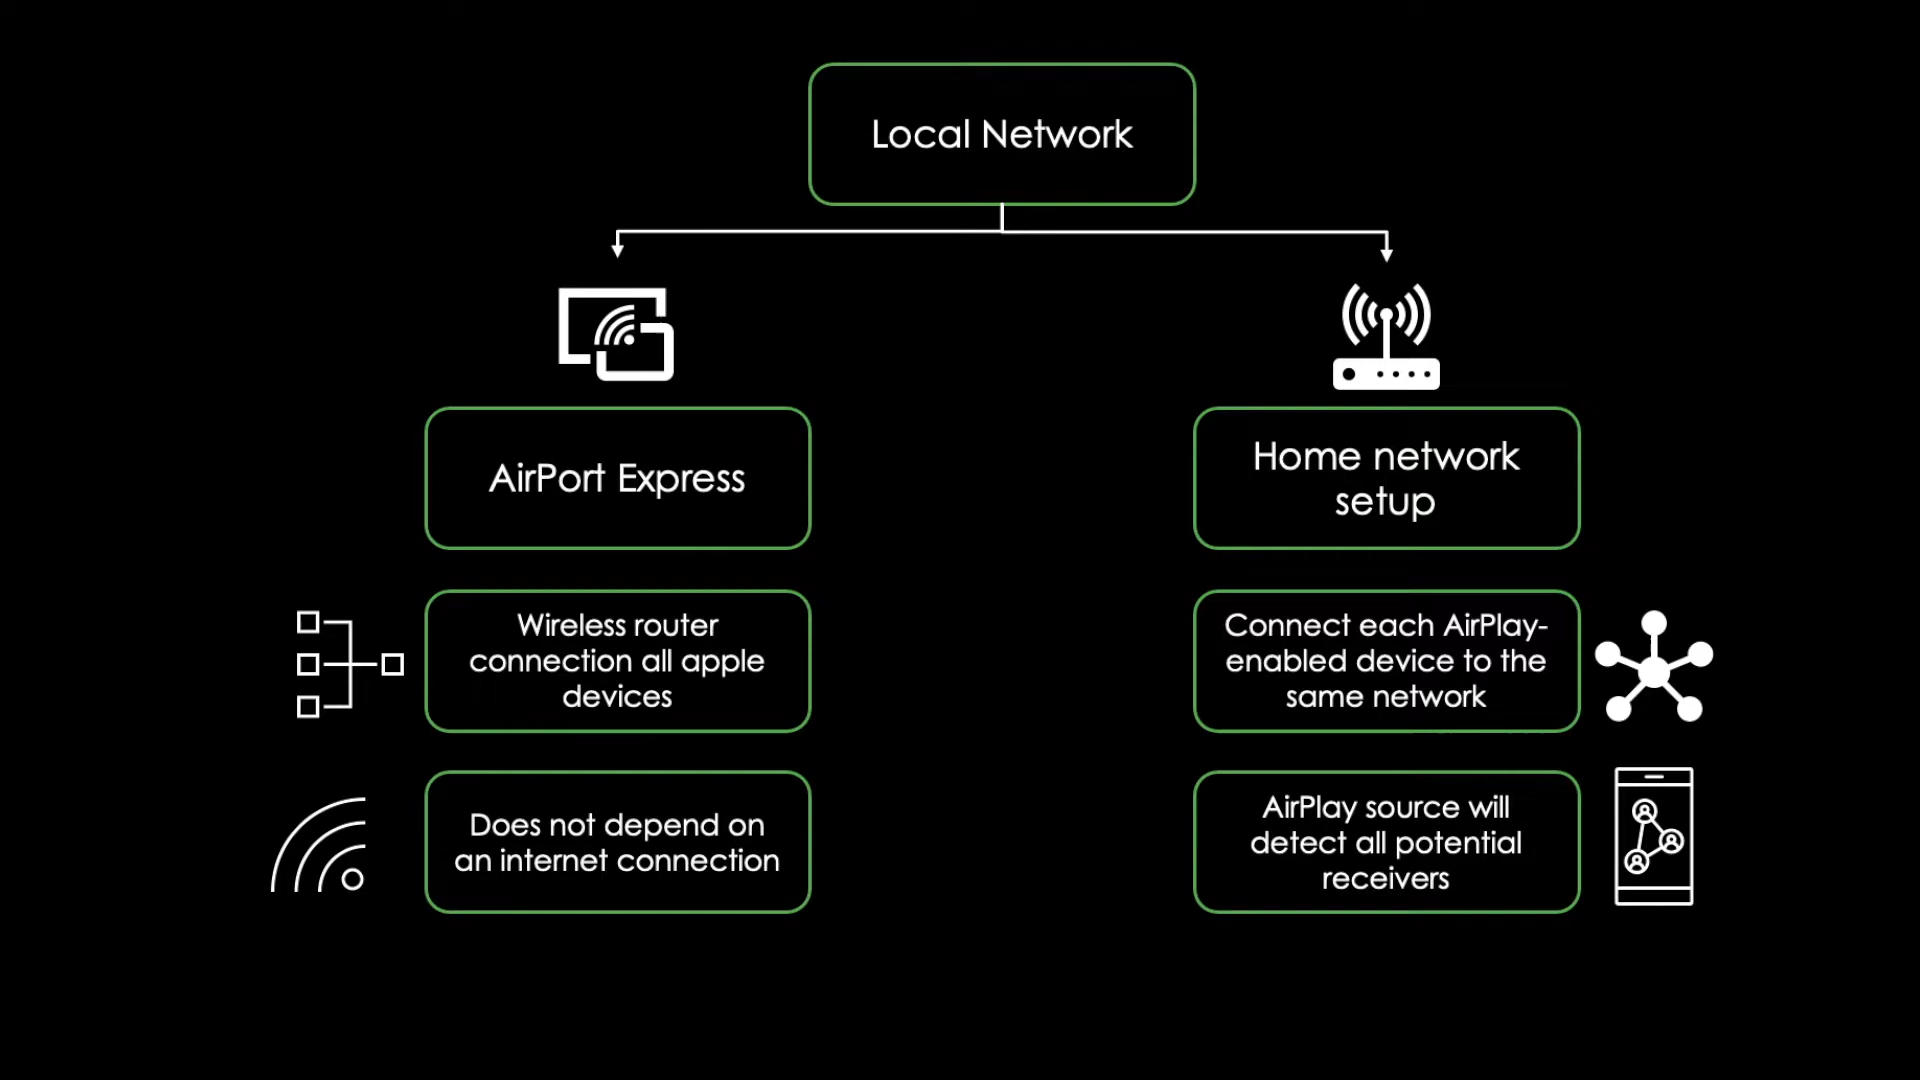 Local Network
AirPort Express
Wireless router
connection all apple
devices
Does not depend on
an internet connection
Home network
setup
Connect each AirPlay-
enabled device to the
same network
AirPlay source will
detect all potential
receivers